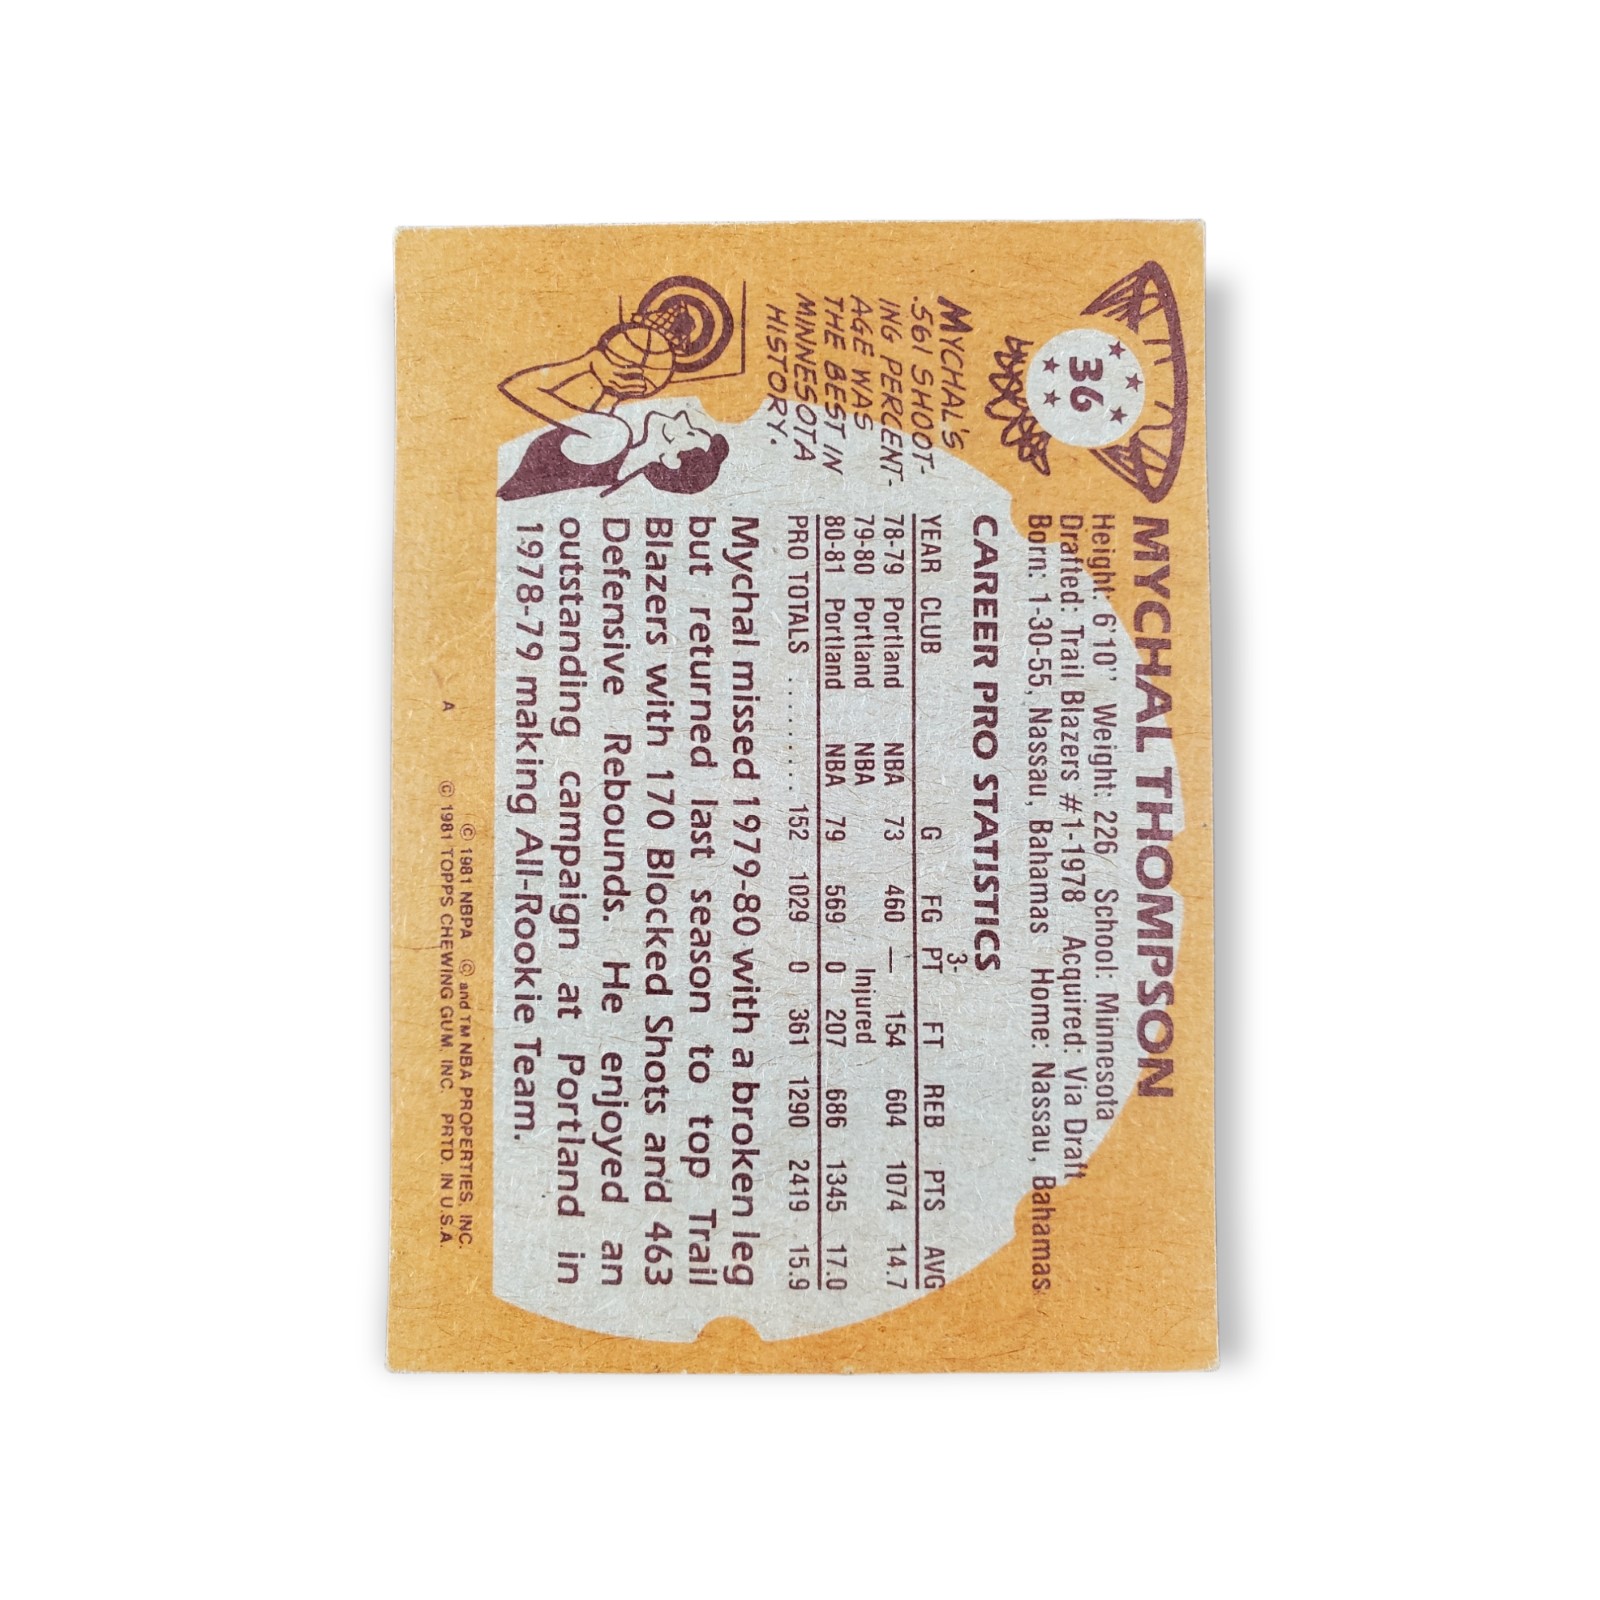 36
MYCHAL THOMPSON
Height: 6'10'' Weight: 226 School: Minnesota
Drafted: Trail Blazers #1-1978 Acquired: Via Draft
Born: 1-30-55, Nassau, Bahamas Home: Nassau, Bahamas
MYCHAL'S
.561 SHOOT-
ING PERCENT-
AGE WAS
THE BEST IN
MINNESOTA
HISTORY.
CAREER PRO STATISTICS
YEAR CLUB G FG 3-PT FT REB PTS AVG
78-79 Portland NBA 73 460 — 154 604 1074 14.7
79-80 Portland NBA Injured
80-81 Portland NBA 79 569 0 207 686 1345 17.0
PRO TOTALS ......... 152 1029 0 361 1290 2419 15.9
Mychal missed 1979-80 with a broken leg
but returned last season to top Trail
Blazers with 170 Blocked Shots and 463
Defensive Rebounds. He enjoyed an
outstanding campaign at Portland in
1978-79 making All-Rookie Team.
© 1981 NBPA © and TM NBA PROPERTIES, INC.
A © 1981 TOPPS CHEWING GUM, INC. PRTD. IN U.S.A.